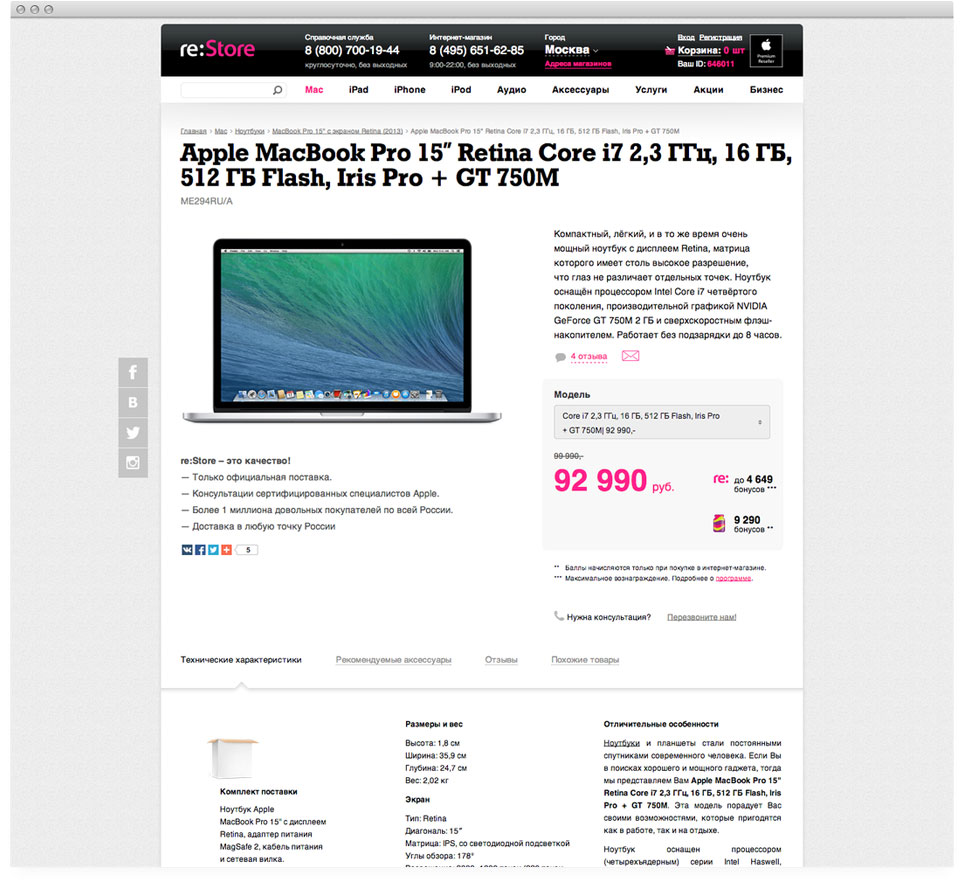 re:Store
Справочная служба
8 (800) 700-19-44
круглосуточно, без выходных
Интернет-магазин
8 (495) 651-62-85
9:00-22:00, без выходных
Город
Москва
Адреса магазинов
Вход Регистрация
Корзина: 0 шт
Ваш ID: 646011
Premium
Reseller
Mac iPad iPhone iPod Аудио Аксессуары Услуги Акции Бизнес
Главная › Mac › Ноутбуки › MacBook Pro 15" с экраном Retina (2013) › Apple MacBook Pro 15" Retina Core i7 2,3 ГГц, 16 ГБ, 512 ГБ Flash, Iris Pro + GT 750M
Apple MacBook Pro 15″ Retina Core i7 2,3 ГГц, 16 ГБ,
512 ГБ Flash, Iris Pro + GT 750M
ME294RU/A
Компактный, лёгкий, и в то же время очень
мощный ноутбук с дисплеем Retina, матрица
которого имеет столь высокое разрешение,
что глаз не различает отдельных точек. Ноутбук
оснащён процессором Intel Core i7 четвёртого
поколения, производительной графикой NVIDIA
GeForce GT 750M 2 ГБ и сверхскоростным флэш-
накопителем. Работает без подзарядки до 8 часов.
4 отзыва
f
B
Модель
Core i7 2,3 ГГц, 16 ГБ, 512 ГБ Flash, Iris Pro
+ GT 750M| 92 990,-
99 990,-
92 990 руб.
re: до 4 649
бонусов ***
9 290
бонусов **
re:Store – это качество!
— Только официальная поставка.
— Консультации сертифицированных специалистов Apple.
— Более 1 миллиона довольных покупателей по всей России.
— Доставка в любую точку России
5
** Баллы начисляются только при покупке в интернет-магазине.
*** Максимальное вознаграждение. Подробнее о программе.
Нужна консультация? Перезвоните нам!
Технические характеристики Рекомендуемые аксессуары Отзывы Похожие товары
Комплект поставки
Ноутбук Apple
MacBook Pro 15" с дисплеем
Retina, адаптер питания
MagSafe 2, кабель питания
и сетевая вилка.
Размеры и вес
Высота: 1,8 см
Ширина: 35,9 см
Глубина: 24,7 см
Вес: 2,02 кг
Экран
Тип: Retina
Диагональ: 15"
Матрица: IPS, со светодиодной подсветкой
Углы обзора: 178°
Отличительные особенности
Ноутбуки и планшеты стали постоянными
спутниками современного человека. Если Вы
в поисках хорошего и мощного гаджета, тогда
мы представляем Вам Apple MacBook Pro 15"
Retina Core i7 2,3 ГГц, 16 ГБ, 512 ГБ Flash, Iris
Pro + GT 750M. Эта модель порадует Вас
своими возможностями, которые пригодятся
как в работе, так и на отдыхе.
Ноутбук оснащен процессором
(четырехъядерным) серии Intel Haswell,